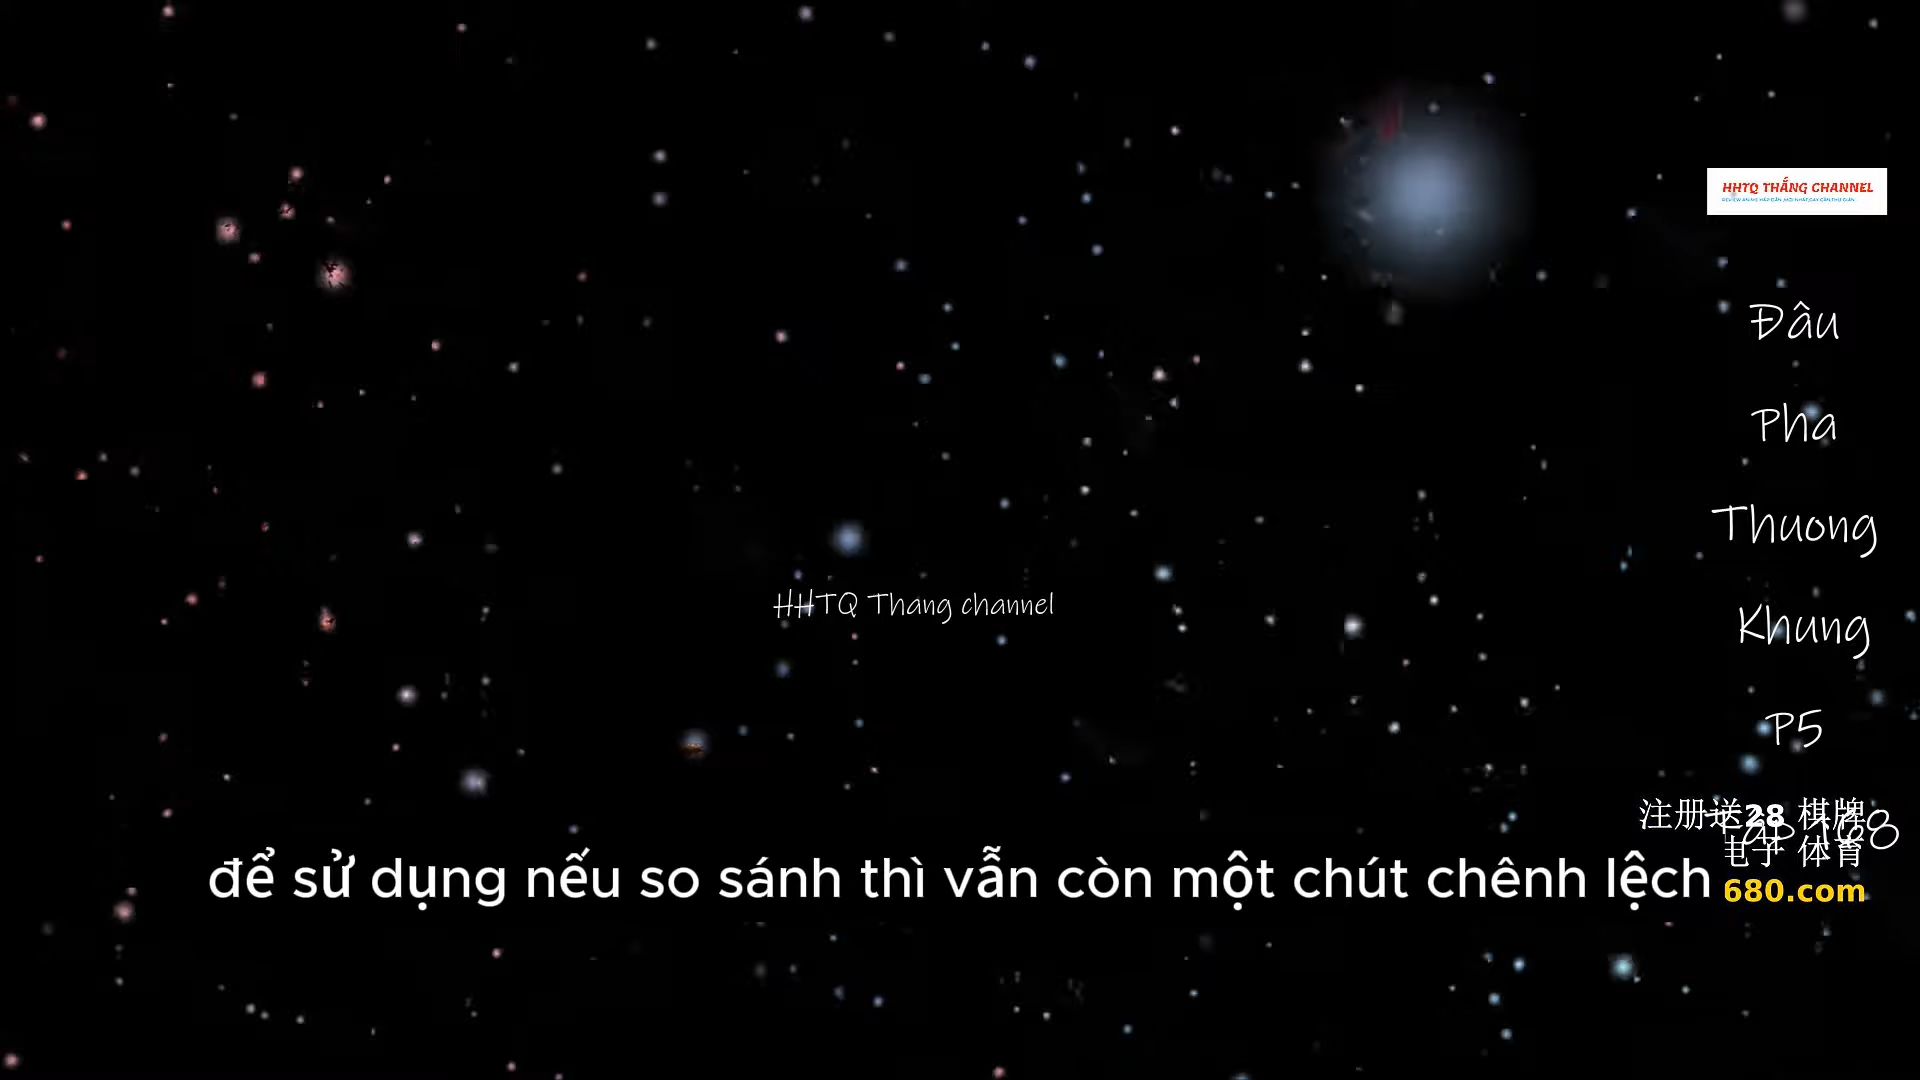 HHTQ THẮNG CHANNEL
Đâu
Pha
Thuong
Khung
P5
HHTQ Thang channel
注册送28 棋牌
电子 体育
680.com
để sử dụng nếu so sánh thì vẫn còn một chút chênh lệch